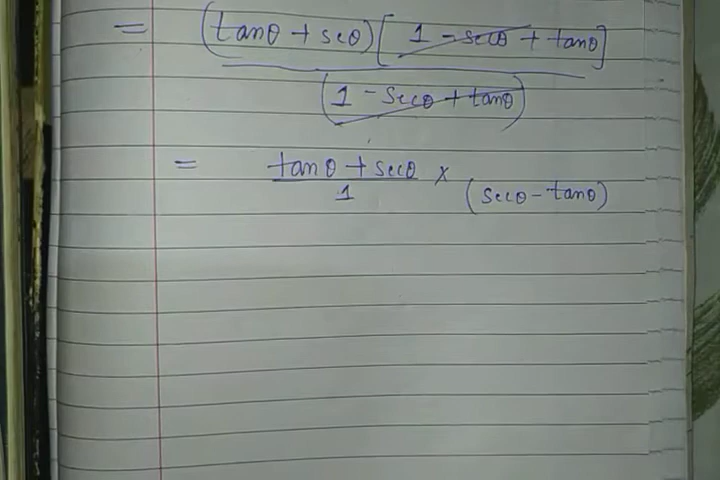 = (tanθ + secθ) [1 - secθ + tanθ]
(1 - secθ + tanθ)
= tanθ + secθ ×
1 (secθ - tanθ)